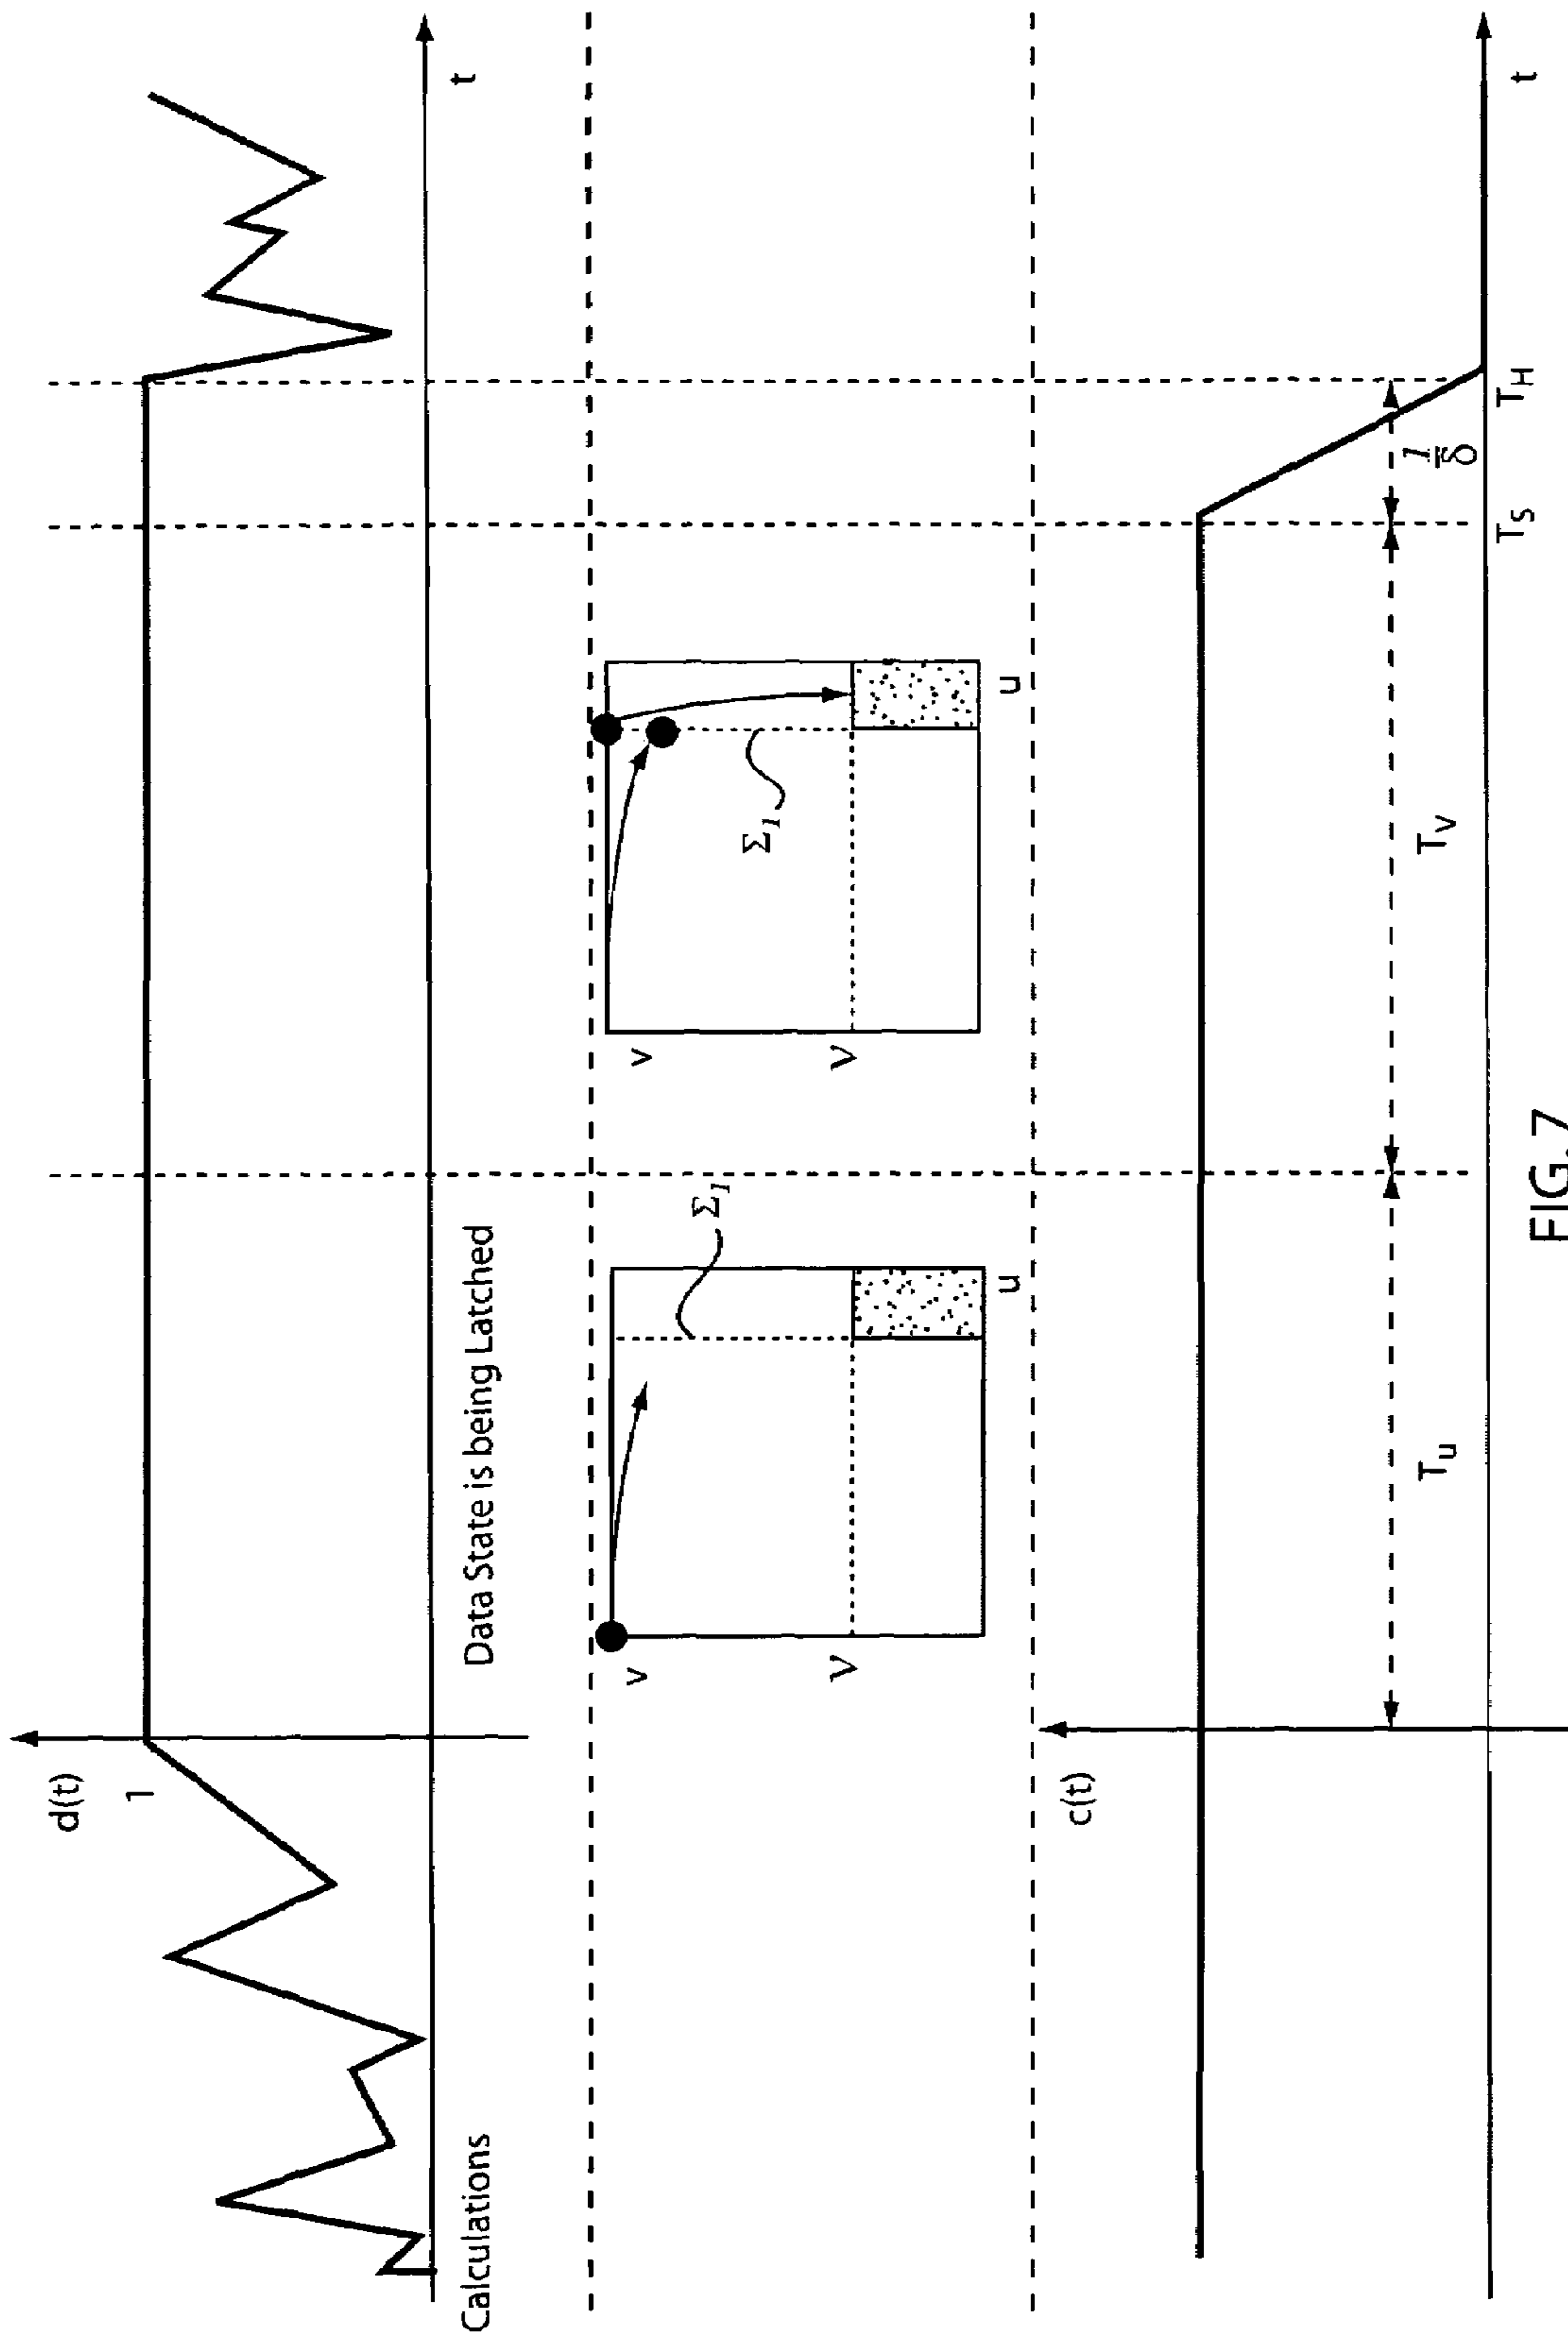 d(t)
1
t
Calculations
Data State is being Latched
v
ν
Σ1
u
v
ν
Σ1
u
c(t)
Tu
Tv
1/δ
TS
TH
t
FIG.7